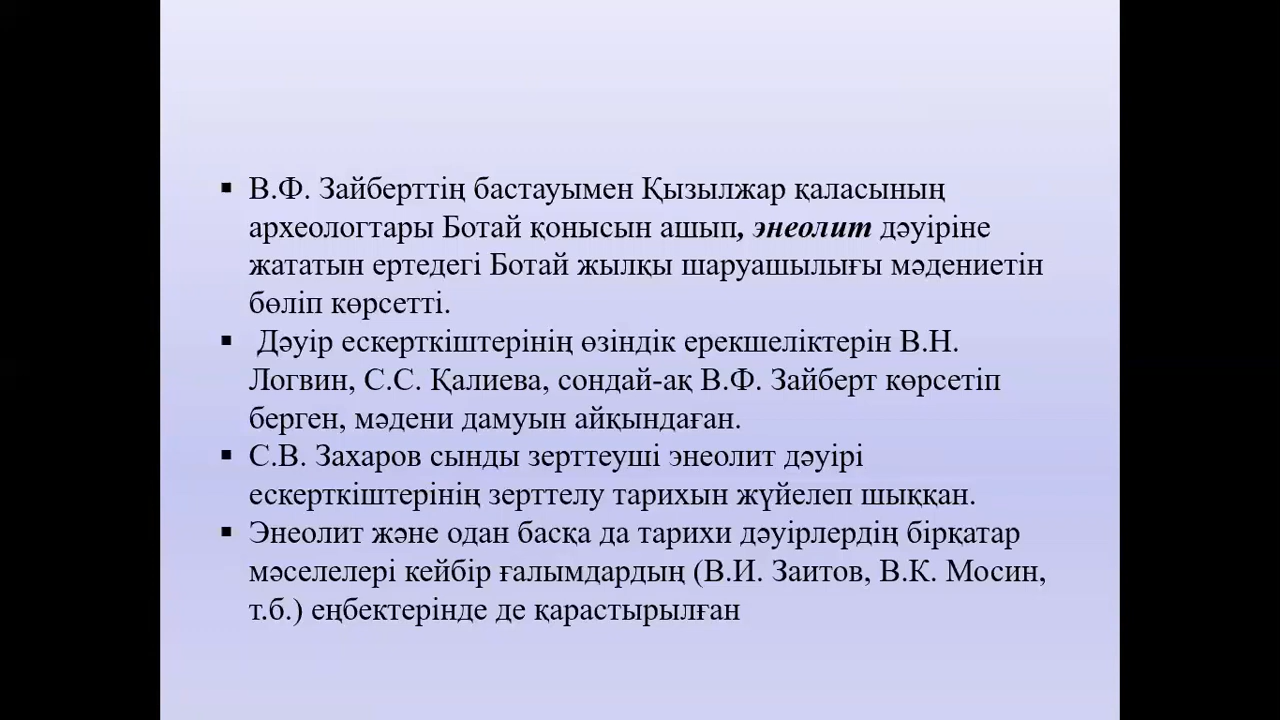 ▪ В.Ф. Зайберттің бастауымен Қызылжар қаласының
археологтары Ботай қонысын ашып, энеолит дәуіріне
жататын ертедегі Ботай жылқы шаруашылығы мәдениетін
бөліп көрсетті.
▪ Дәуір ескерткіштерінің өзіндік ерекшеліктерін В.Н.
Логвин, С.С. Қалиева, сондай-ақ В.Ф. Зайберт көрсетіп
берген, мәдени дамуын айқындаған.
▪ С.В. Захаров сынды зерттеуші энеолит дәуірі
ескерткіштерінің зерттелу тарихын жүйелеп шыққан.
▪ Энеолит және одан басқа да тарихи дәуірлердің бірқатар
мәселелері кейбір ғалымдардың (В.И. Заитов, В.К. Мосин,
т.б.) еңбектерінде де қарастырылған